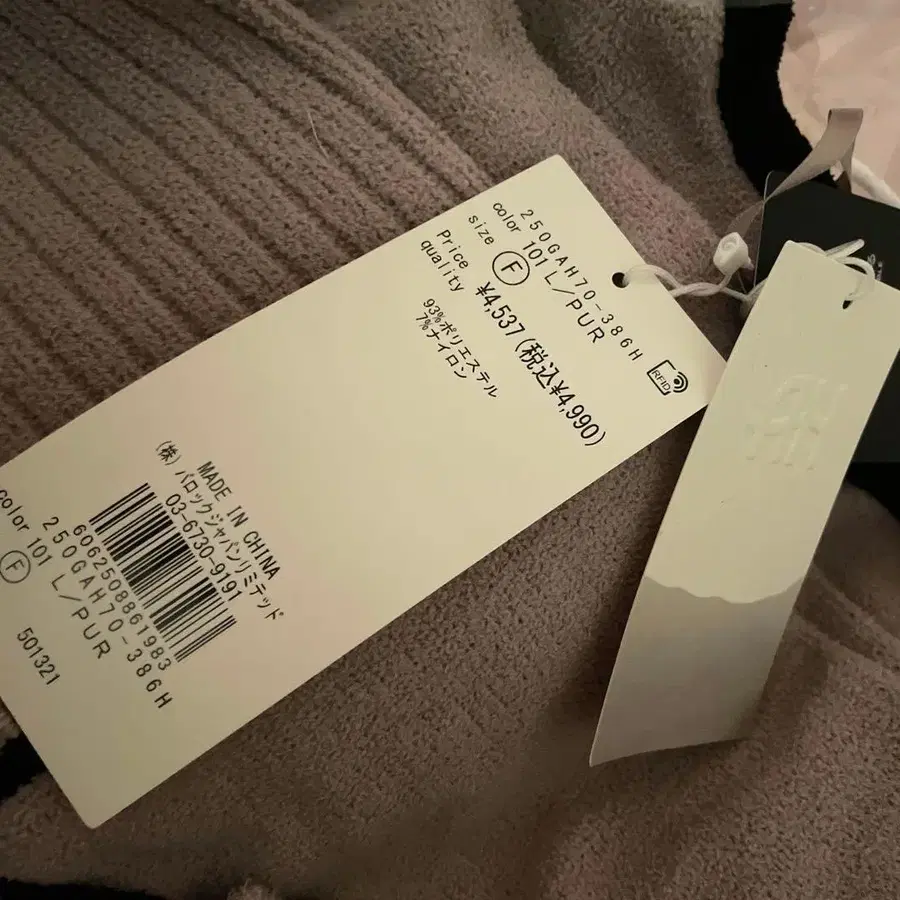 250GAH70-386H
color 101 L/PUR
size Ⓕ
Price ¥4,537 (税込¥4,990)
quality
93%ポリエステル
7%ナイロン
RFID
MADE IN CHINA
(株) バロックジャパンリミテッド
03-6730-9191
6062508861983
250GAH70-386H
color 101 L/PUR
Ⓕ
501321